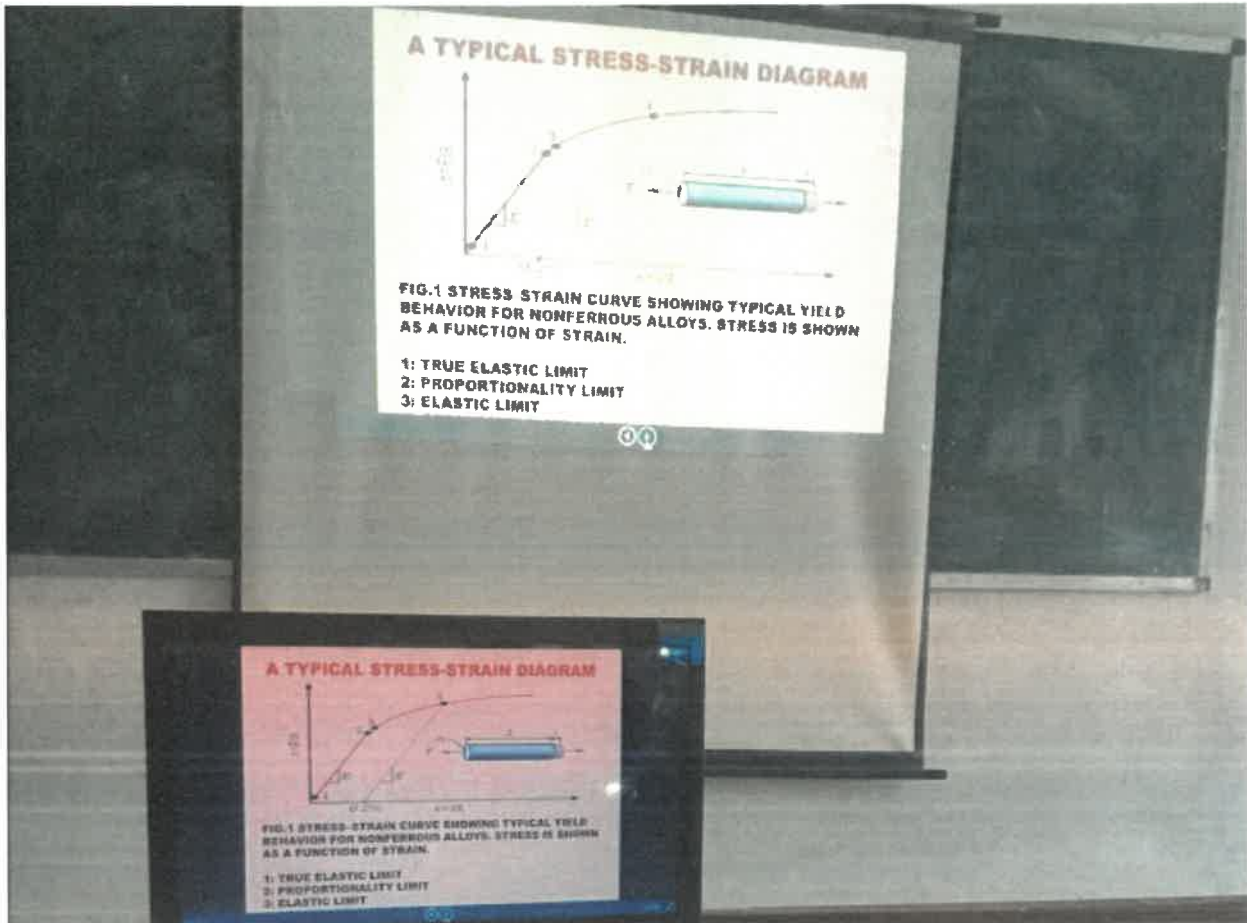 A TYPICAL STRESS-STRAIN DIAGRAM
FIG.1 STRESS STRAIN CURVE SHOWING TYPICAL YIELD
BEHAVIOR FOR NONFERROUS ALLOYS. STRESS IS SHOWN
AS A FUNCTION OF STRAIN.
1: TRUE ELASTIC LIMIT
2: PROPORTIONALITY LIMIT
3: ELASTIC LIMIT
A TYPICAL STRESS-STRAIN DIAGRAM
FIG.1 STRESS-STRAIN CURVE SHOWING TYPICAL YIELD
BEHAVIOR FOR NONFERROUS ALLOYS. STRESS IS SHOWN
AS A FUNCTION OF STRAIN.
1: TRUE ELASTIC LIMIT
2: PROPORTIONALITY LIMIT
3: ELASTIC LIMIT